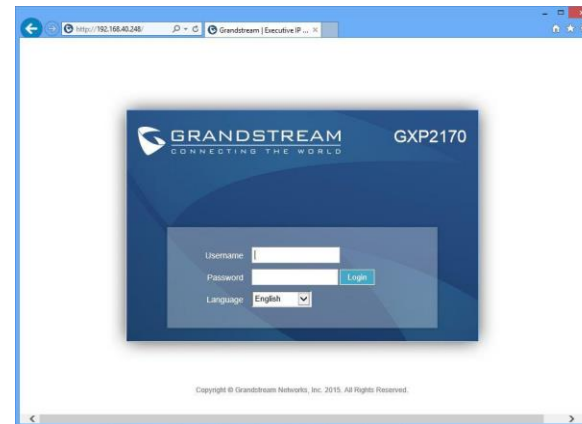 http://192.168.40.248/
Grandstream | Executive IP ...
GRANDSTREAM
CONNECTING THE WORLD
GXP2170
Username
Password
Login
Language English
Copyright © Grandstream Networks, Inc. 2015. All Rights Reserved.